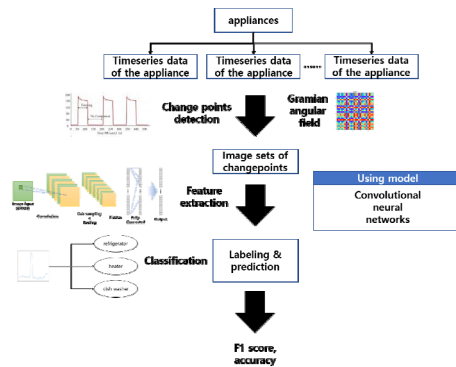 appliances
Timeseries data
of the appliance
Timeseries data
of the appliance
Timeseries data
of the appliance
Change points
detection
Gramian
angular
field
Image sets of
changepoints
Feature
extraction
Using model
Convolutional
neural
networks
Classification
refrigerator
heater
dish washer
Labeling &
prediction
F1 score,
accuracy